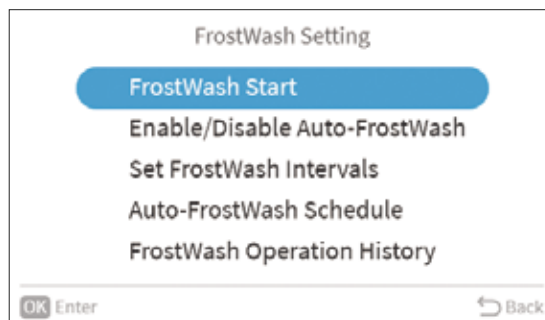 FrostWash Setting
FrostWash Start
Enable/Disable Auto-FrostWash
Set FrostWash Intervals
Auto-FrostWash Schedule
FrostWash Operation History
OK Enter
Back